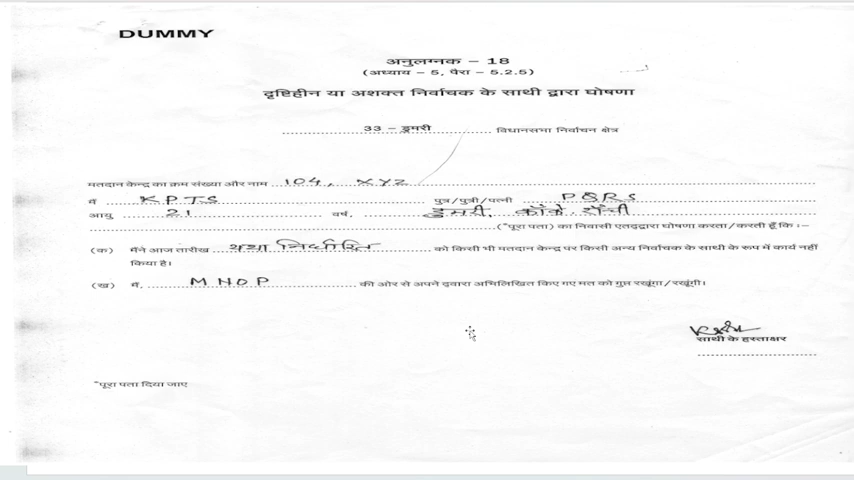 DUMMY
अनुलग्नक – 18
(अध्याय – 5, पैरा – 5.2.5)
दृष्टिहीन या अशक्त निर्वाचक के साथी द्वारा घोषणा
33 – डुमरी विधानसभा निर्वाचन क्षेत्र
मतदान केन्द्र का क्रम संख्या और नाम 104, XYZ
मैं KPTS पुत्र/पुत्री/पत्नी PQRS
आयु 21 वर्ष, डुमरी, काँके राँची
(*पूरा पता) का निवासी एतद्द्वारा घोषणा करता/करती हूँ कि :–
(क) मैंने आज तारीख यथा निर्धारित को किसी भी मतदान केन्द्र पर किसी अन्य निर्वाचक के साथी के रूप में कार्य नहीं
किया है।
(ख) मैं, MNOP की ओर से अपने द्वारा अभिलिखित किए गए मत को गुप्त रखूंगा/रखूंगी।
साथी के हस्ताक्षर
*पूरा पता दिया जाए